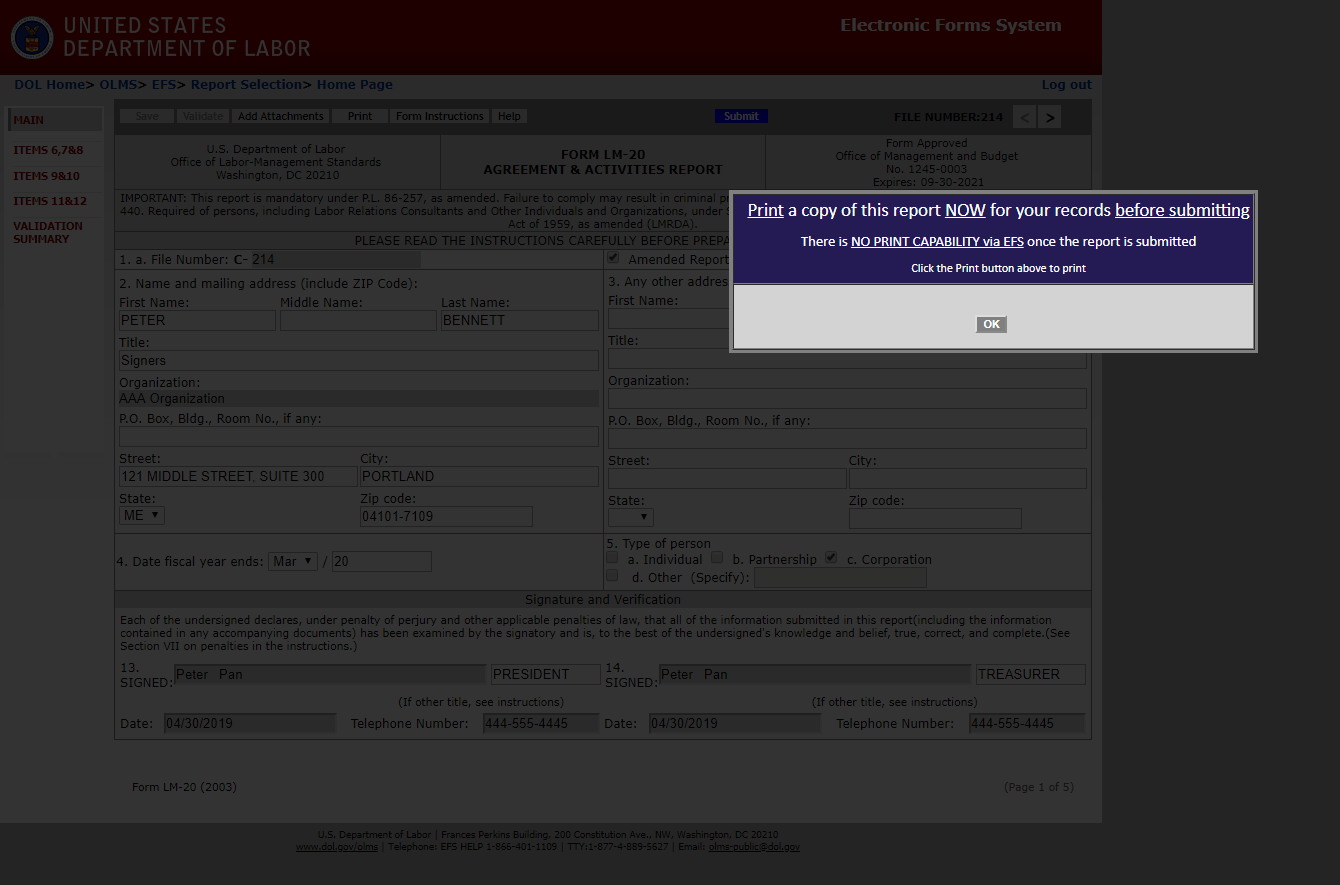 UNITED STATES
DEPARTMENT OF LABOR
Electronic Forms System
DOL Home> OLMS> EFS> Report Selection> Home Page
Log out
MAIN
ITEMS 6,7&8
ITEMS 9&10
ITEMS 11&12
VALIDATION
SUMMARY
Save Validate Add Attachments Print Form Instructions Help Submit FILE NUMBER:214 < >
U.S. Department of Labor
Office of Labor-Management Standards
Washington, DC 20210
FORM LM-20
AGREEMENT & ACTIVITIES REPORT
Form Approved
Office of Management and Budget
No. 1245-0003
Expires: 09-30-2021
IMPORTANT: This report is mandatory under P.L. 86-257, as amended. Failure to comply may result in criminal
440. Required of persons, including Labor Relations Consultants and Other Individuals and Organizations, under
Act of 1959, as amended (LMRDA).
PLEASE READ THE INSTRUCTIONS CAREFULLY BEFORE
Print a copy of this report NOW for your records before submitting
There is NO PRINT CAPABILITY via EFS once the report is submitted
Click the Print button above to print
OK
1. a. File Number: C- 214
Amended Report
2. Name and mailing address (include ZIP Code):
First Name: Middle Name: Last Name:
PETER BENNETT
Title:
Signers
Organization:
AAA Organization
P.O. Box, Bldg., Room No., if any:
Street: City:
121 MIDDLE STREET, SUITE 300 PORTLAND
State: Zip code:
ME 04101-7109
3. Any other
First Name:
Title:
Organization:
P.O. Box, Bldg., Room No., if any:
Street: City:
State: Zip code:
4. Date fiscal year ends: Mar / 20
5. Type of person
a. Individual b. Partnership c. Corporation
d. Other (Specify):
Signature and Verification
Each of the undersigned declares, under penalty of perjury and other applicable penalties of law, that all of the information submitted in this report(including the information
contained in any accompanying documents) has been examined by the signatory and is, to the best of the undersigned's knowledge and belief, true, correct, and complete.(See
Section VII on penalties in the instructions.)
13.
SIGNED: Peter Pan PRESIDENT
(If other title, see instructions)
Date: 04/30/2019 Telephone Number: 444-555-4445
14.
SIGNED: Peter Pan TREASURER
(If other title, see instructions)
Date: 04/30/2019 Telephone Number: 444-555-4445
Form LM-20 (2003)
(Page 1 of 5)
U.S. Department of Labor | Frances Perkins Building, 200 Constitution Ave., NW, Washington, DC 20210
www.dol.gov/olms | Telephone: EFS HELP 1-866-401-1109 | TTY:1-877-4-889-5627 | Email: olms-public@dol.gov